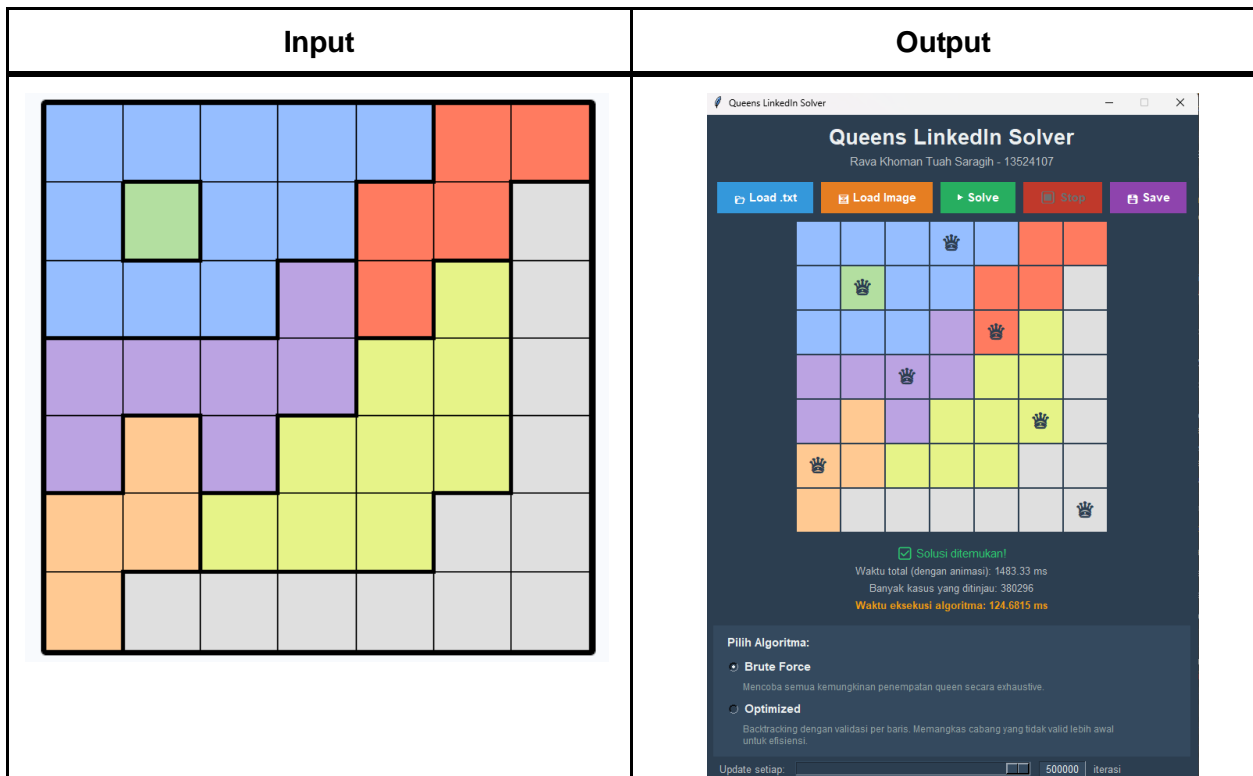 Input
Output
Queens LinkedIn Solver
Queens LinkedIn Solver
Rava Khoman Tuah Saragih - 13524107
Load .txt
Load Image
Solve
Stop
Save
Solusi ditemukan!
Waktu total (dengan animasi): 1483.33 ms
Banyak kasus yang ditinjau: 380296
Waktu eksekusi algoritma: 124.6815 ms
Pilih Algoritma:
Brute Force
Mencoba semua kemungkinan penempatan queen secara exhaustive.
Optimized
Backtracking dengan validasi per baris. Memangkas cabang yang tidak valid lebih awal
untuk efisiensi.
Update setiap: 500000 iterasi